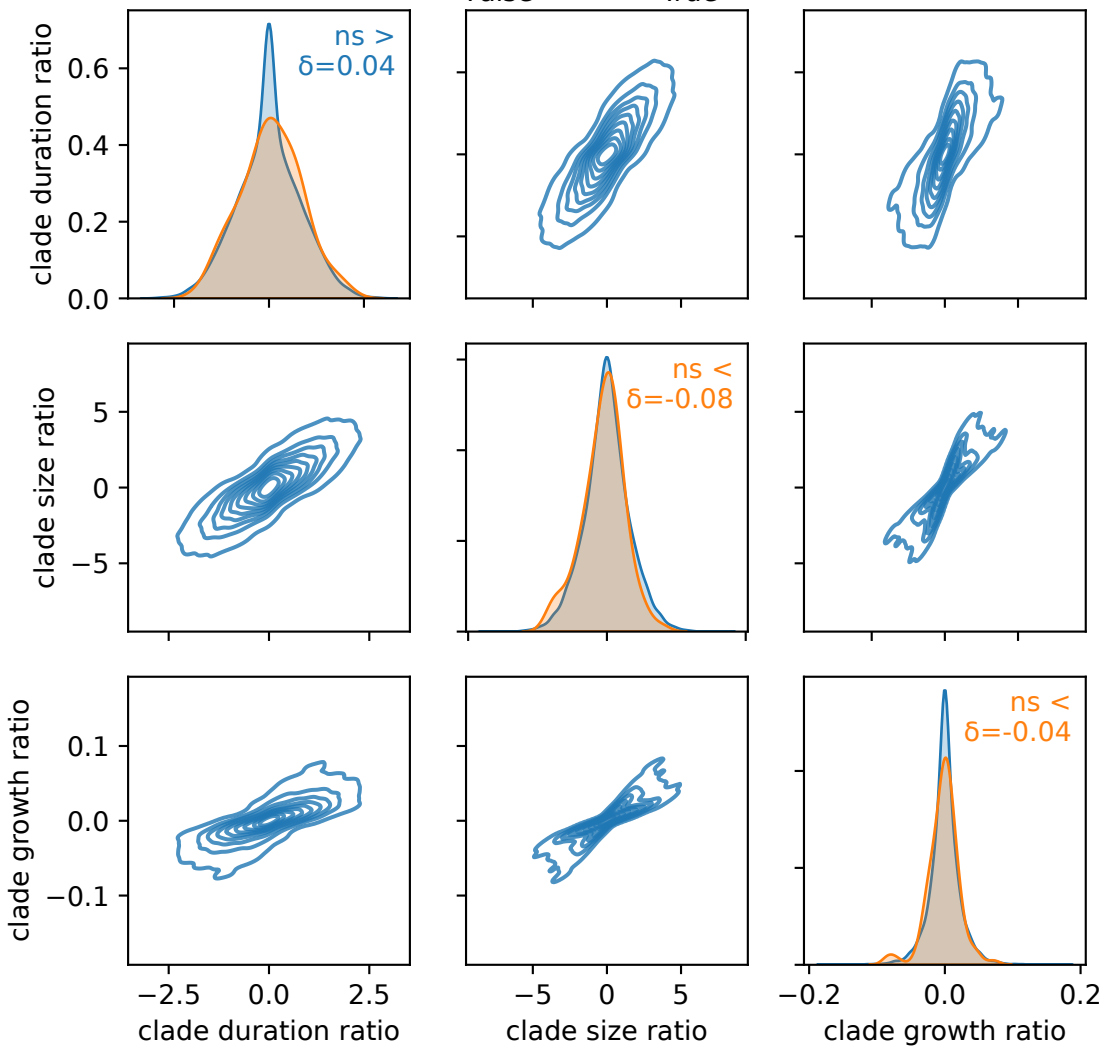 clade duration ratio
0.6
0.4
0.2
0.0
ns >
δ=0.04
clade size ratio
5
0
−5
ns <
δ=-0.08
clade growth ratio
0.1
0.0
−0.1
ns <
δ=-0.04
−2.5 0.0 2.5
clade duration ratio
−5 0 5
clade size ratio
−0.2 0.0 0.2
clade growth ratio